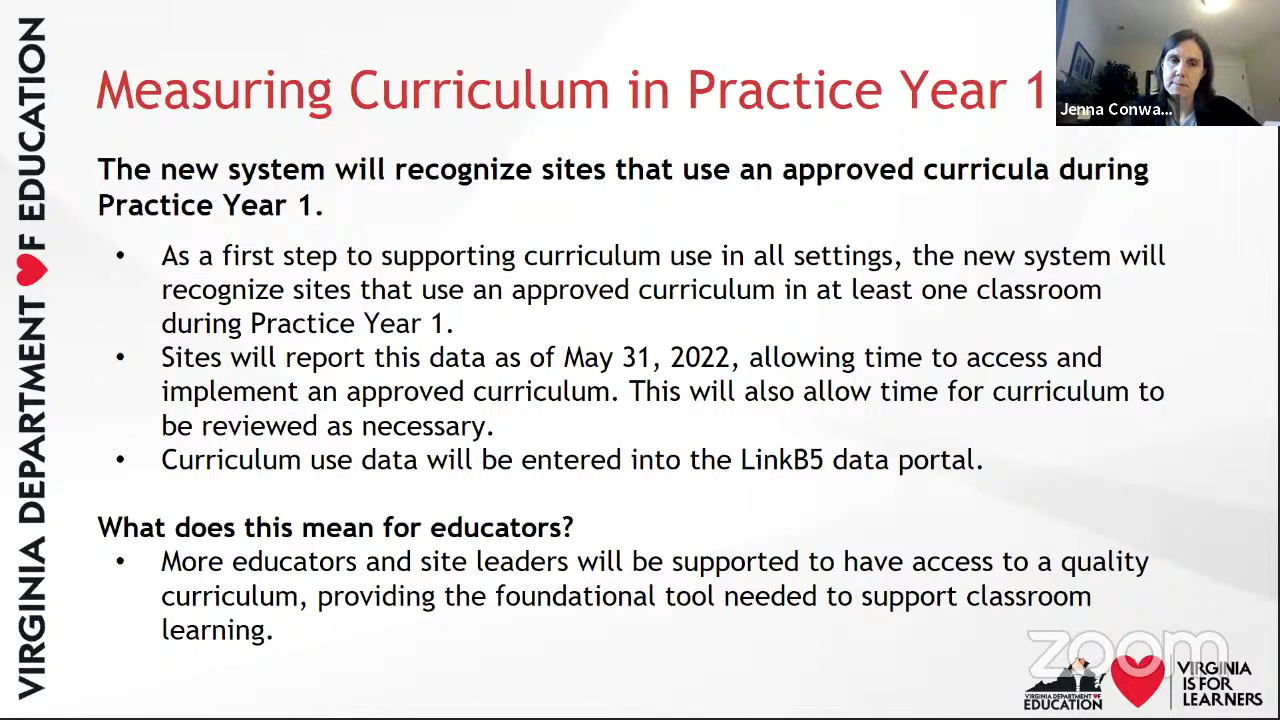 VIRGINIA DEPARTMENT OF EDUCATION
Measuring Curriculum in Practice Year 1
Jenna Conwa...
The new system will recognize sites that use an approved curricula during
Practice Year 1.
• As a first step to supporting curriculum use in all settings, the new system will
recognize sites that use an approved curriculum in at least one classroom
during Practice Year 1.
• Sites will report this data as of May 31, 2022, allowing time to access and
implement an approved curriculum. This will also allow time for curriculum to
be reviewed as necessary.
• Curriculum use data will be entered into the LinkB5 data portal.
What does this mean for educators?
• More educators and site leaders will be supported to have access to a quality
curriculum, providing the foundational tool needed to support classroom
learning.
zoom
VIRGINIA DEPARTMENT OF
EDUCATION
VIRGINIA
IS FOR
LEARNERS